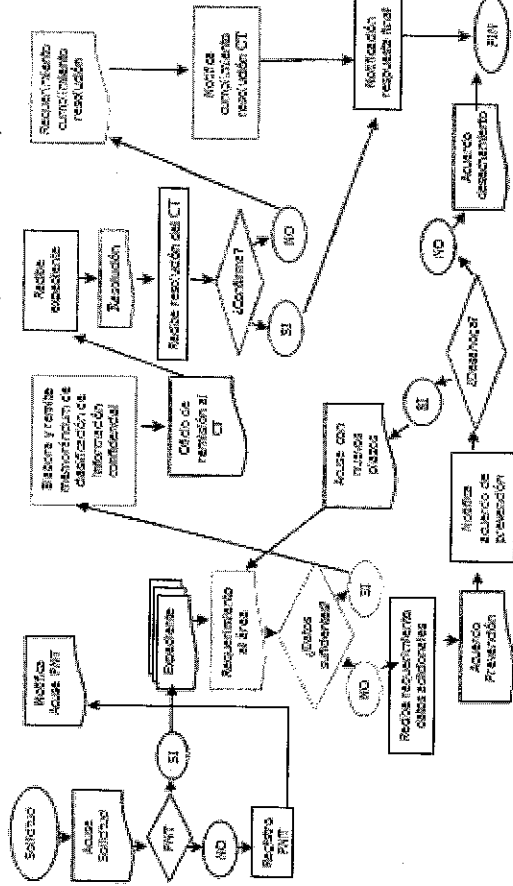 Solicitud
Acuse
Solicitud
PNT
SI
NO
Registro
PNT
Notifica
Acuse PNT
Expediente
Requerimiento
al área
¿Datos
suficientes?
SI
NO
Recibe requerimiento
datos adicionales
Acuerdo
Prevención
Notifica
acuerdo de
prevención
¿Desahoga?
SI
NO
Acuse con
nuevos
plazos
Acuerdo
desechamiento
Elabora y remite
memorándum de
clasificación de
información
confidencial
Oficio de
remisión al
CT
Recibe
expediente
Resolución
Recibe resolución del CT
¿Confirma?
SI
NO
Requerimiento
cumplimiento
resolución
Notifica
cumplimiento
resolución CT
Notificación
respuesta final
FIN